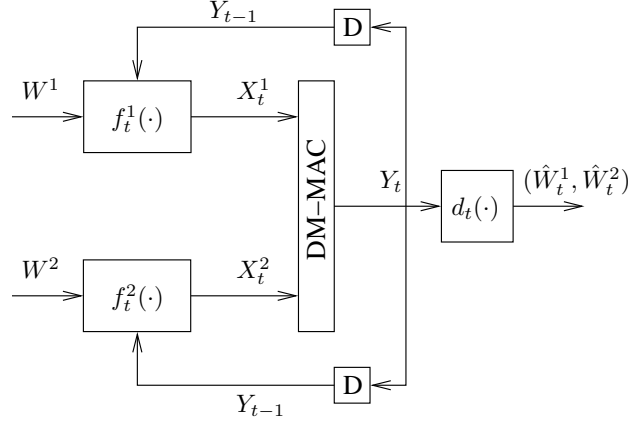 Y_{t-1}
D
W^1
f_t^1(·)
X_t^1
DM–MAC
Y_t
d_t(·)
(Ŵ_t^1, Ŵ_t^2)
W^2
f_t^2(·)
X_t^2
Y_{t-1}
D